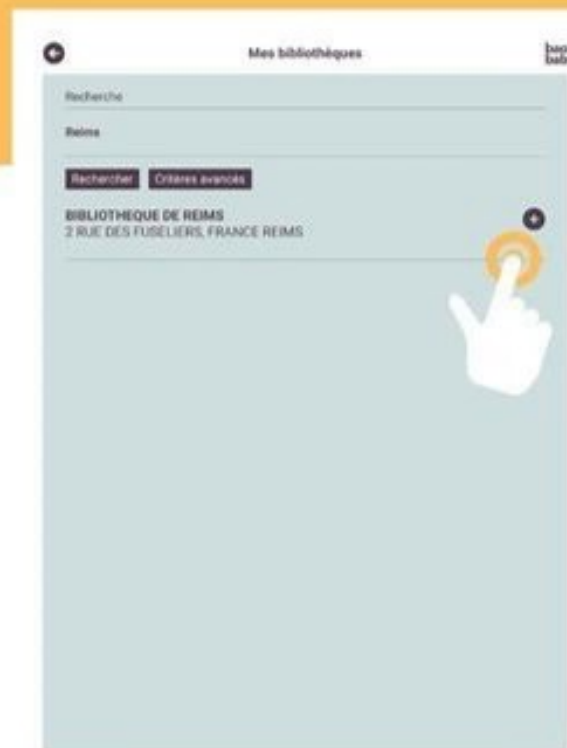 Mes bibliothèques
Recherche
Reims
Rechercher Critères avancés
BIBLIOTHEQUE DE REIMS
2 RUE DES FUSELIERS, FRANCE REIMS